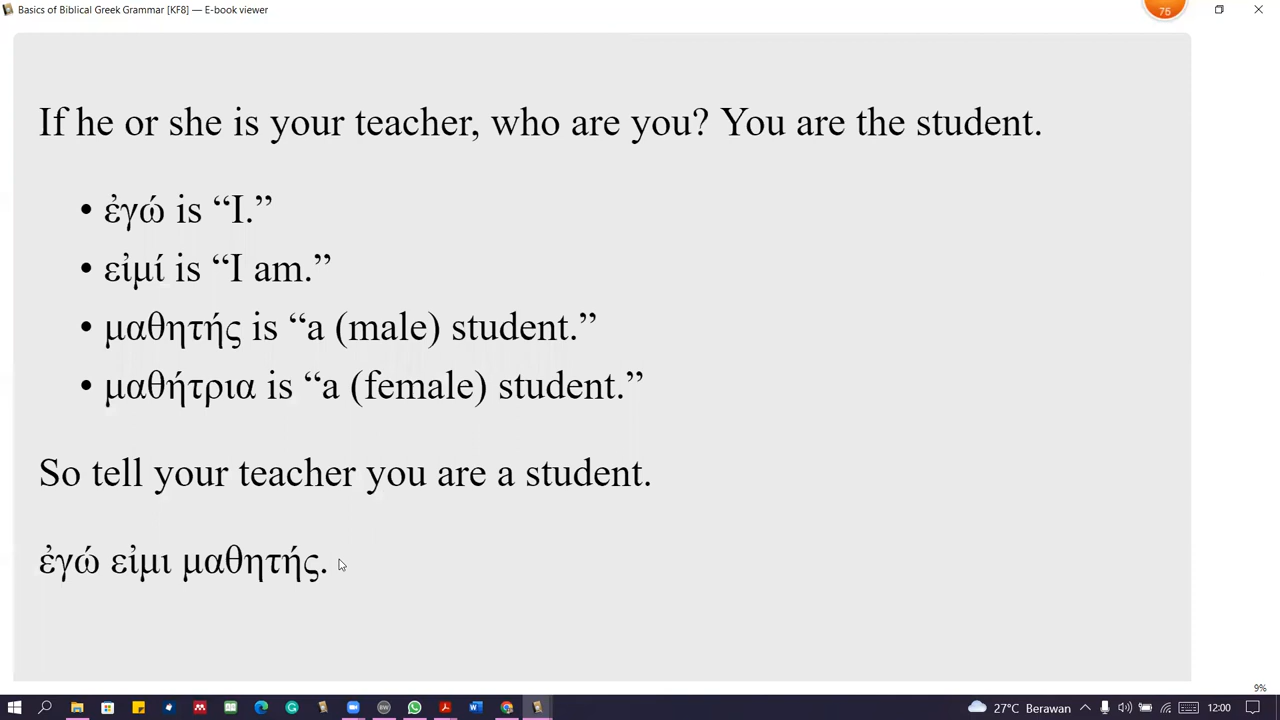 Basics of Biblical Greek Grammar [KF8] — E-book viewer
75
If he or she is your teacher, who are you? You are the student.
• ἐγώ is “I.”
• εἰμί is “I am.”
• μαθητής is “a (male) student.”
• μαθήτρια is “a (female) student.”
So tell your teacher you are a student.
ἐγώ εἰμι μαθητής.
9%
27°C Berawan
12:00